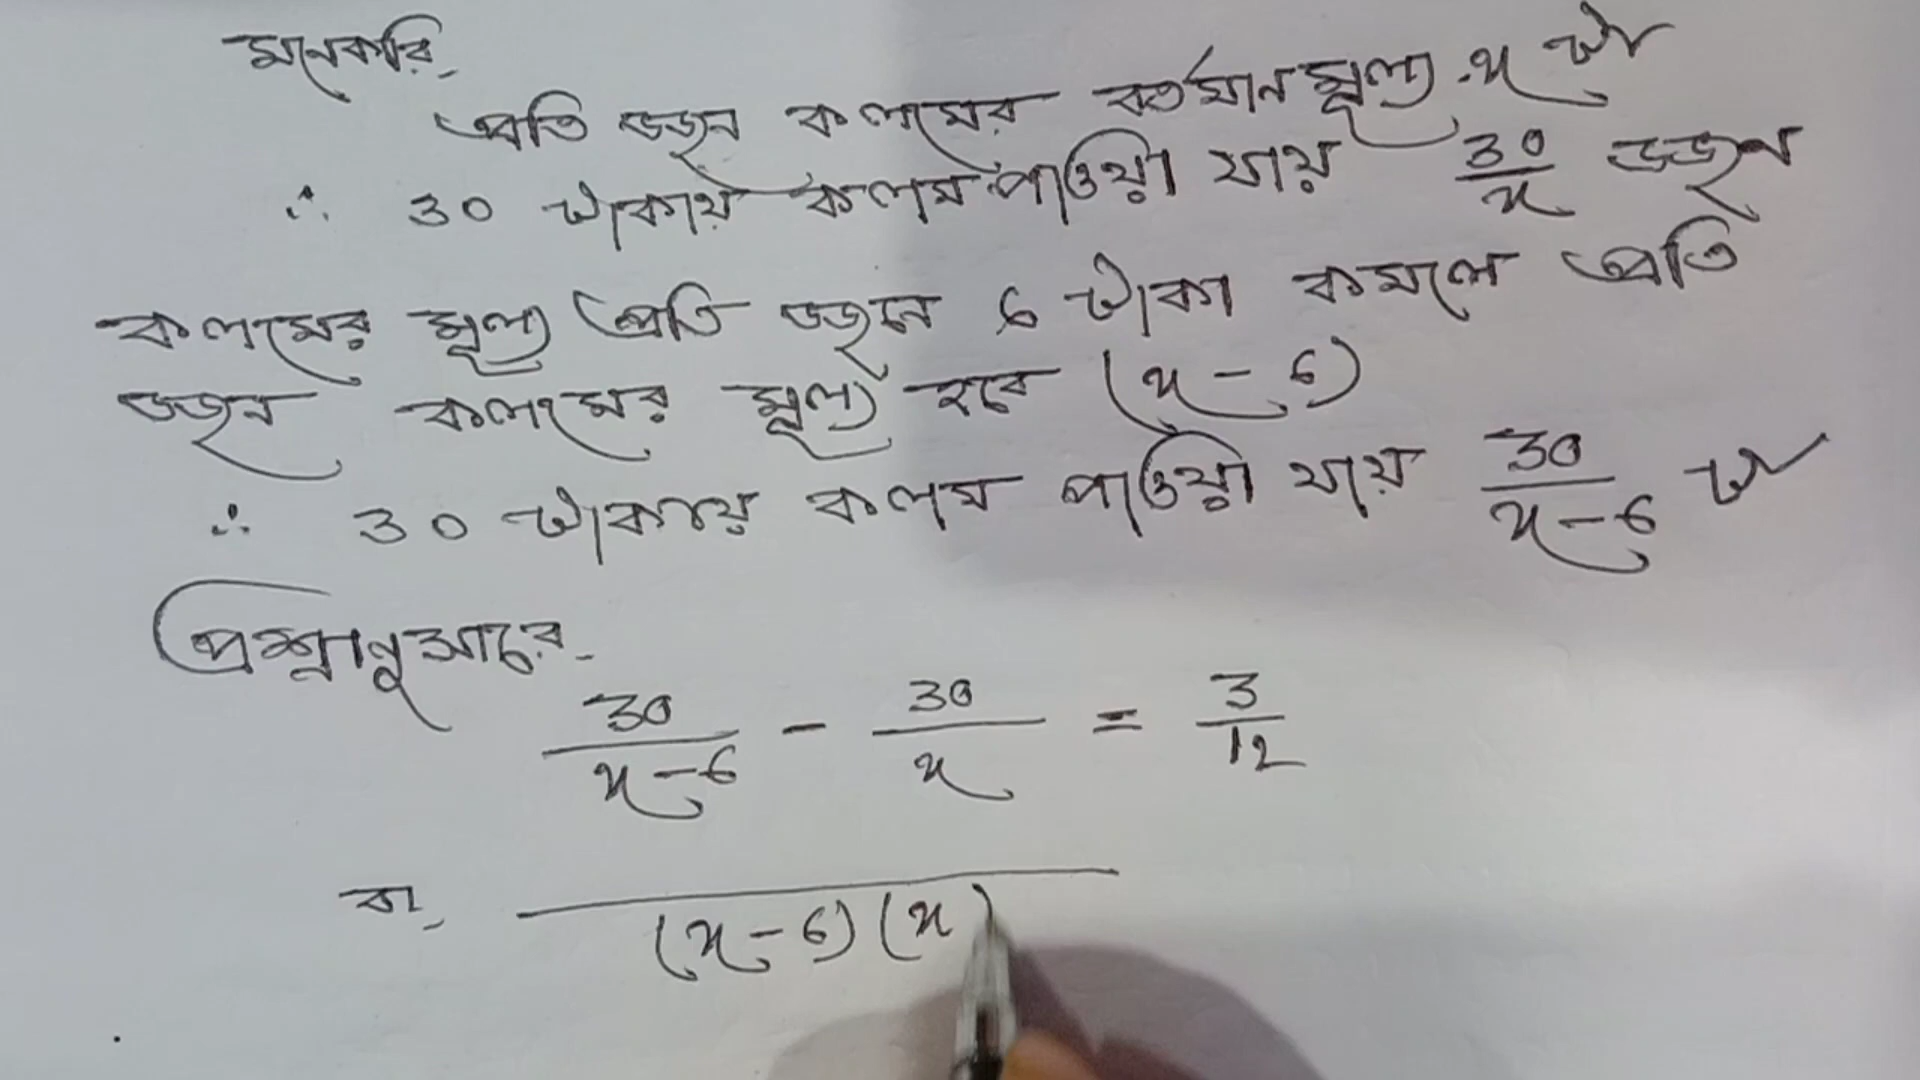 মনেকরি,
প্রতি ডজন কলমের বর্তমান মূল্য x টা
∴ 30 টাকায় কলম পাওয়া যায় 30/x ডজন
কলমের মূল্য প্রতি ডজনে 6 টাকা কমলে প্রতি
ডজন কলমের মূল্য হবে (x - 6)
∴ 30 টাকায় কলম পাওয়া যায় 30/x-6 ট
প্রশ্নানুসারে,
30/x-6 - 30/x = 3/12
বা, (x-6)(x)